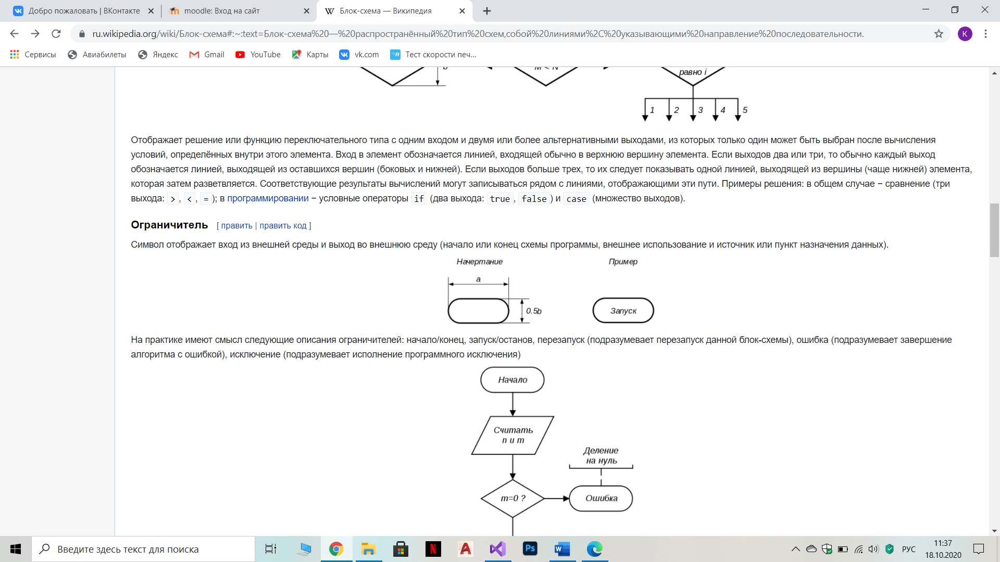 Добро пожаловать | ВКонтакте
moodle: Вход на сайт
Блок-схема — Википедия
ru.wikipedia.org/wiki/Блок-схема#:~:text=Блок-схема%20—%20распространённый%20тип%20схем,собой%20линиями%2C%20указывающими%20направление%20последовательности.
K
Сервисы
Авиабилеты
Яндекс
Gmail
YouTube
Карты
vk.com
Тест скорости печ...
b
M < N
равно i
1 2 3 4 5
Отображает решение или функцию переключательного типа с одним входом и двумя или более альтернативными выходами, из которых только один может быть выбран после вычисления
условий, определённых внутри этого элемента. Вход в элемент обозначается линией, входящей обычно в верхнюю вершину элемента. Если выходов два или три, то обычно каждый выход
обозначается линией, выходящей из оставшихся вершин (боковых и нижней). Если выходов больше трех, то их следует показывать одной линией, выходящей из вершины (чаще нижней) элемента,
которая затем разветвляется. Соответствующие результаты вычислений могут записываться рядом с линиями, отображающими эти пути. Примеры решения: в общем случае − сравнение (три
выхода: >, <, =); в программировании − условные операторы if (два выхода: true, false) и case (множество выходов).
Ограничитель [ править | править код ]
Символ отображает вход из внешней среды и выход во внешнюю среду (начало или конец схемы программы, внешнее использование и источник или пункт назначения данных).
Начертание
Пример
a
0.5b
Запуск
На практике имеют смысл следующие описания ограничителей: начало/конец, запуск/останов, перезапуск (подразумевает перезапуск данной блок-схемы), ошибка (подразумевает завершение
алгоритма с ошибкой), исключение (подразумевает исполнение программного исключения)
Начало
Считать
n и m
Деление
на нуль
m=0 ?
Ошибка
Введите здесь текст для поиска
РУС
11:37
18.10.2020